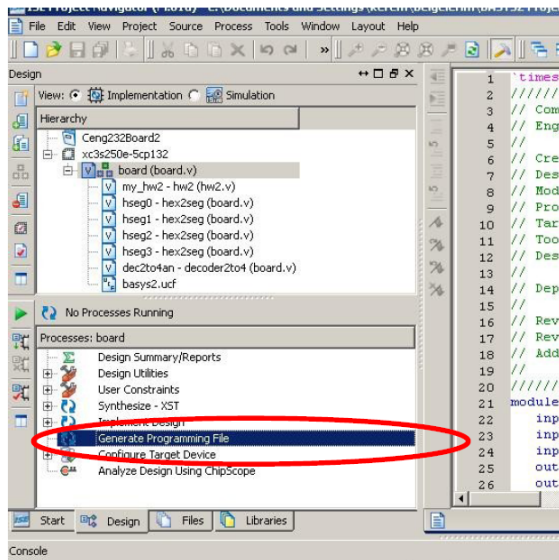 File Edit View Project Source Process Tools Window Layout Help
Design
View: Implementation Simulation
Hierarchy
Ceng232Board2
xc3s250e-5cp132
board (board.v)
my_hw2 - hw2 (hw2.v)
hseg0 - hex2seg (board.v)
hseg1 - hex2seg (board.v)
hseg2 - hex2seg (board.v)
hseg3 - hex2seg (board.v)
dec2to4an - decoder2to4 (board.v)
basys2.ucf
No Processes Running
Processes: board
Design Summary/Reports
Design Utilities
User Constraints
Synthesize - XST
Implement Design
Generate Programming File
Configure Target Device
Analyze Design Using ChipScope
Start Design Files Libraries
Console
1 `times
2 //////
3 // Com
4 // Eng
5 //
6 // Cre
7 // Des
8 // Mod
9 // Pro
10 // Tar
11 // Too
12 // Des
13 //
14 // Dep
15 //
16 // Rev
17 // Rev
18 // Add
19 //
20 //////
21 module
22 inp
23 inp
24 inp
25 out
26 out